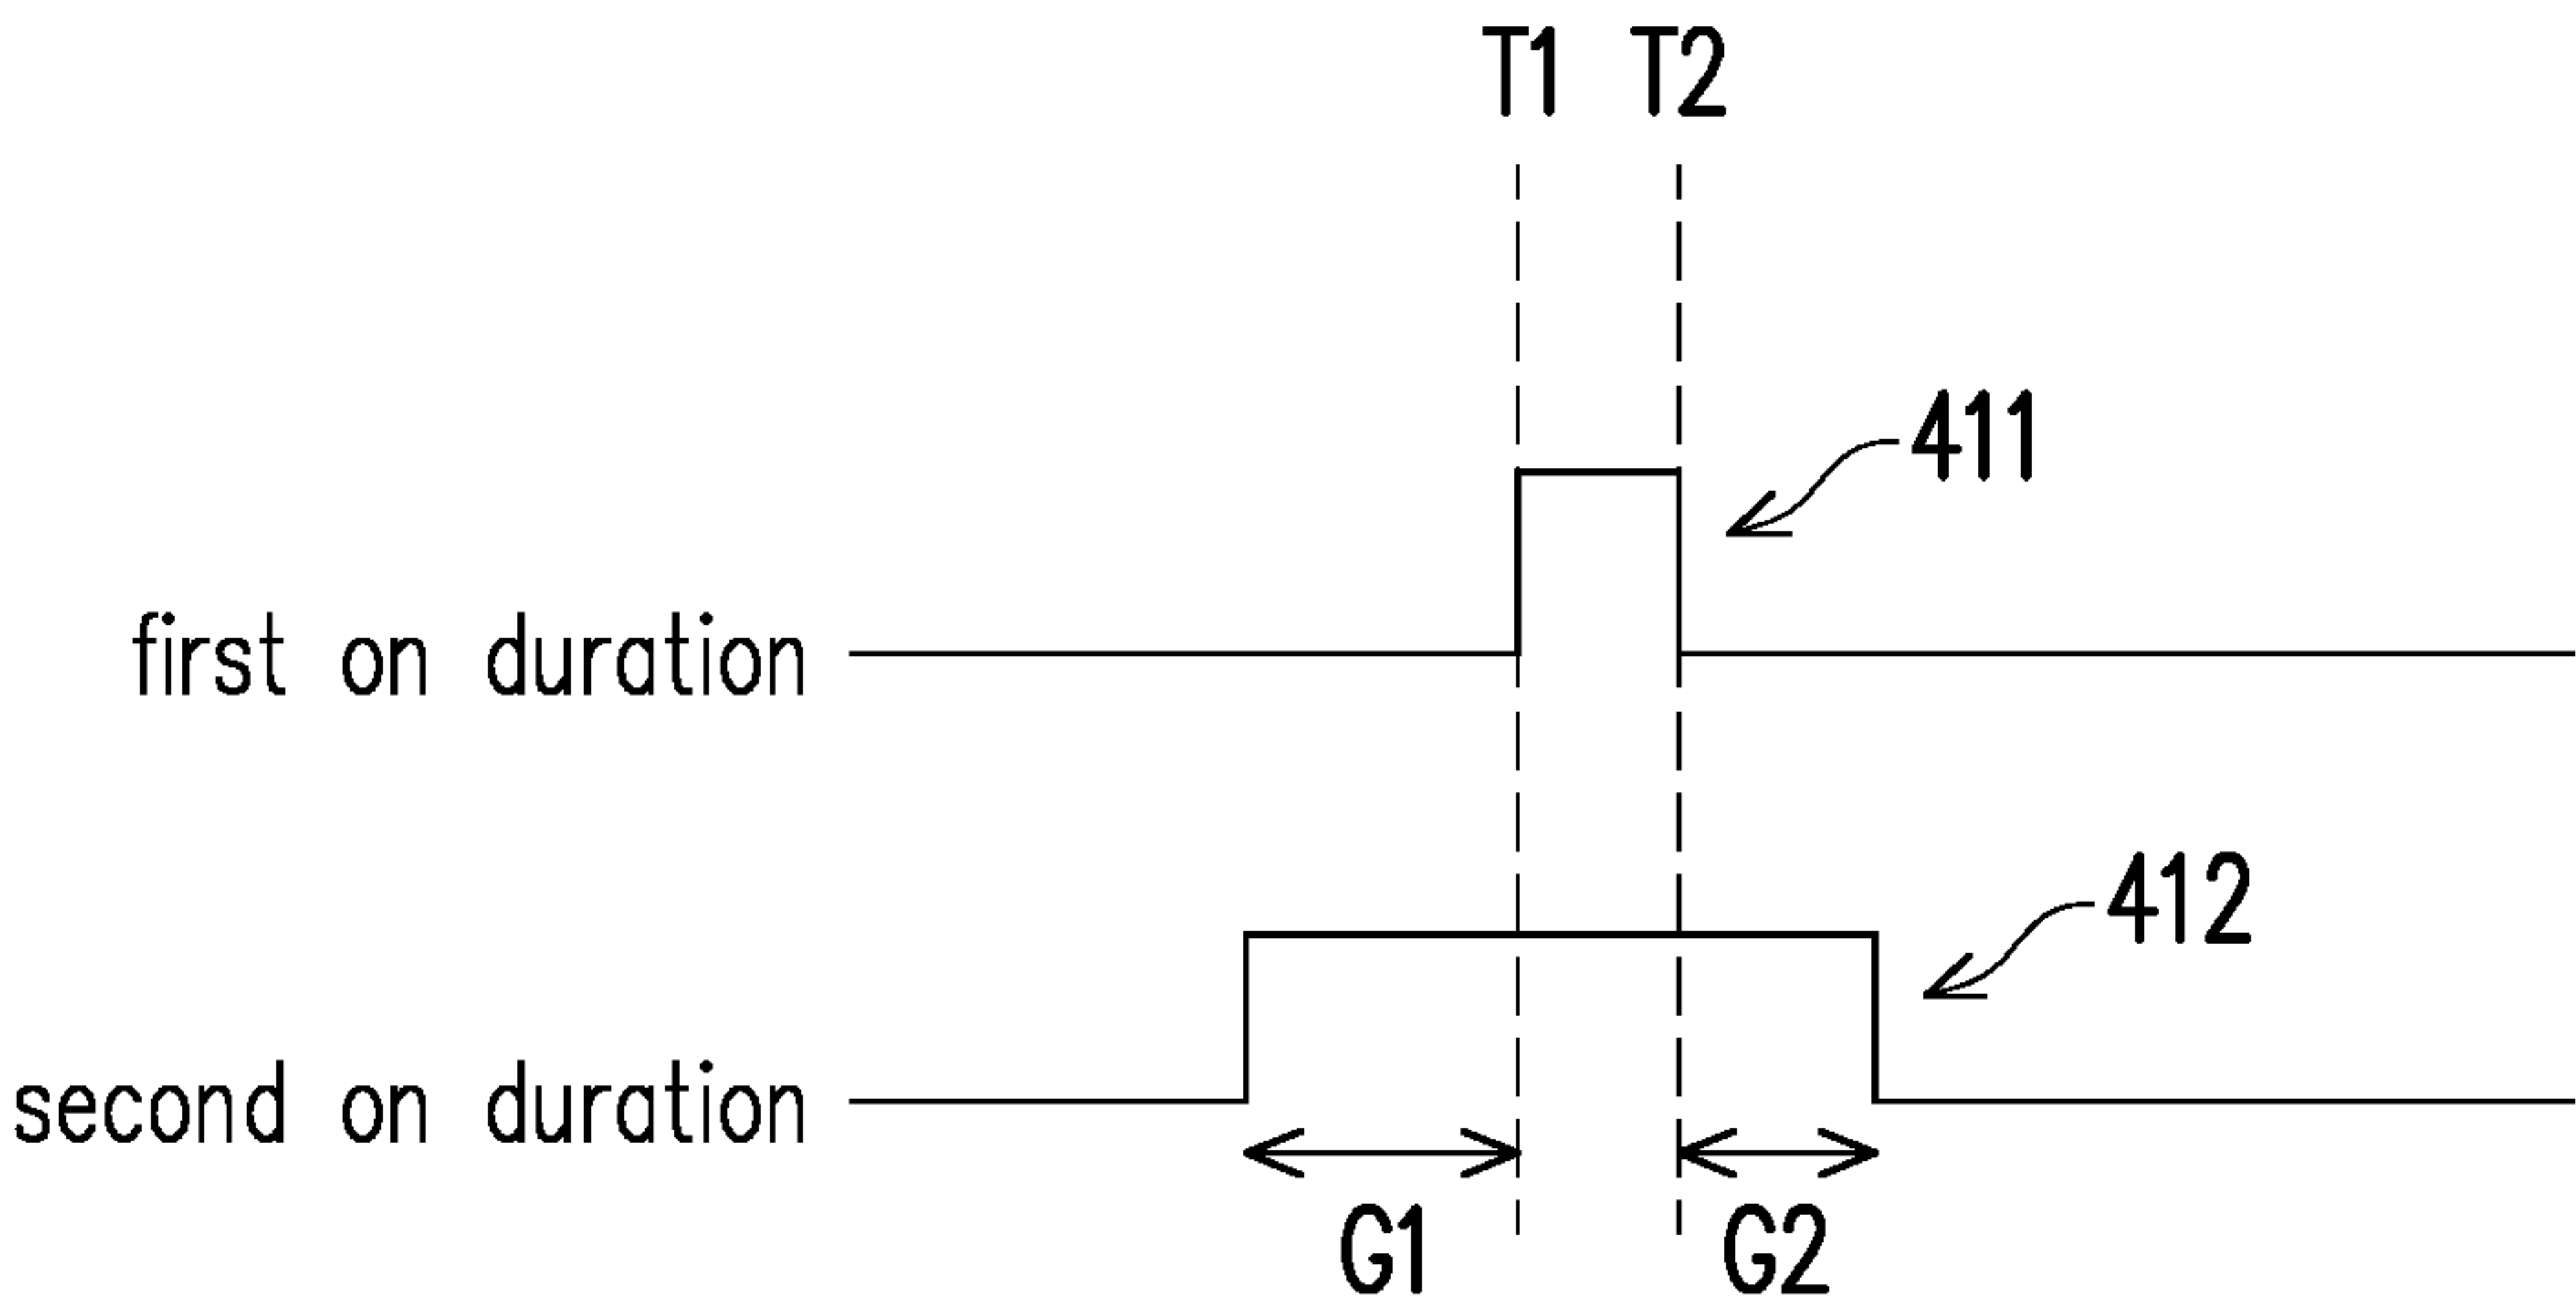 T1 T2
411
first on duration
412
second on duration
G1 G2